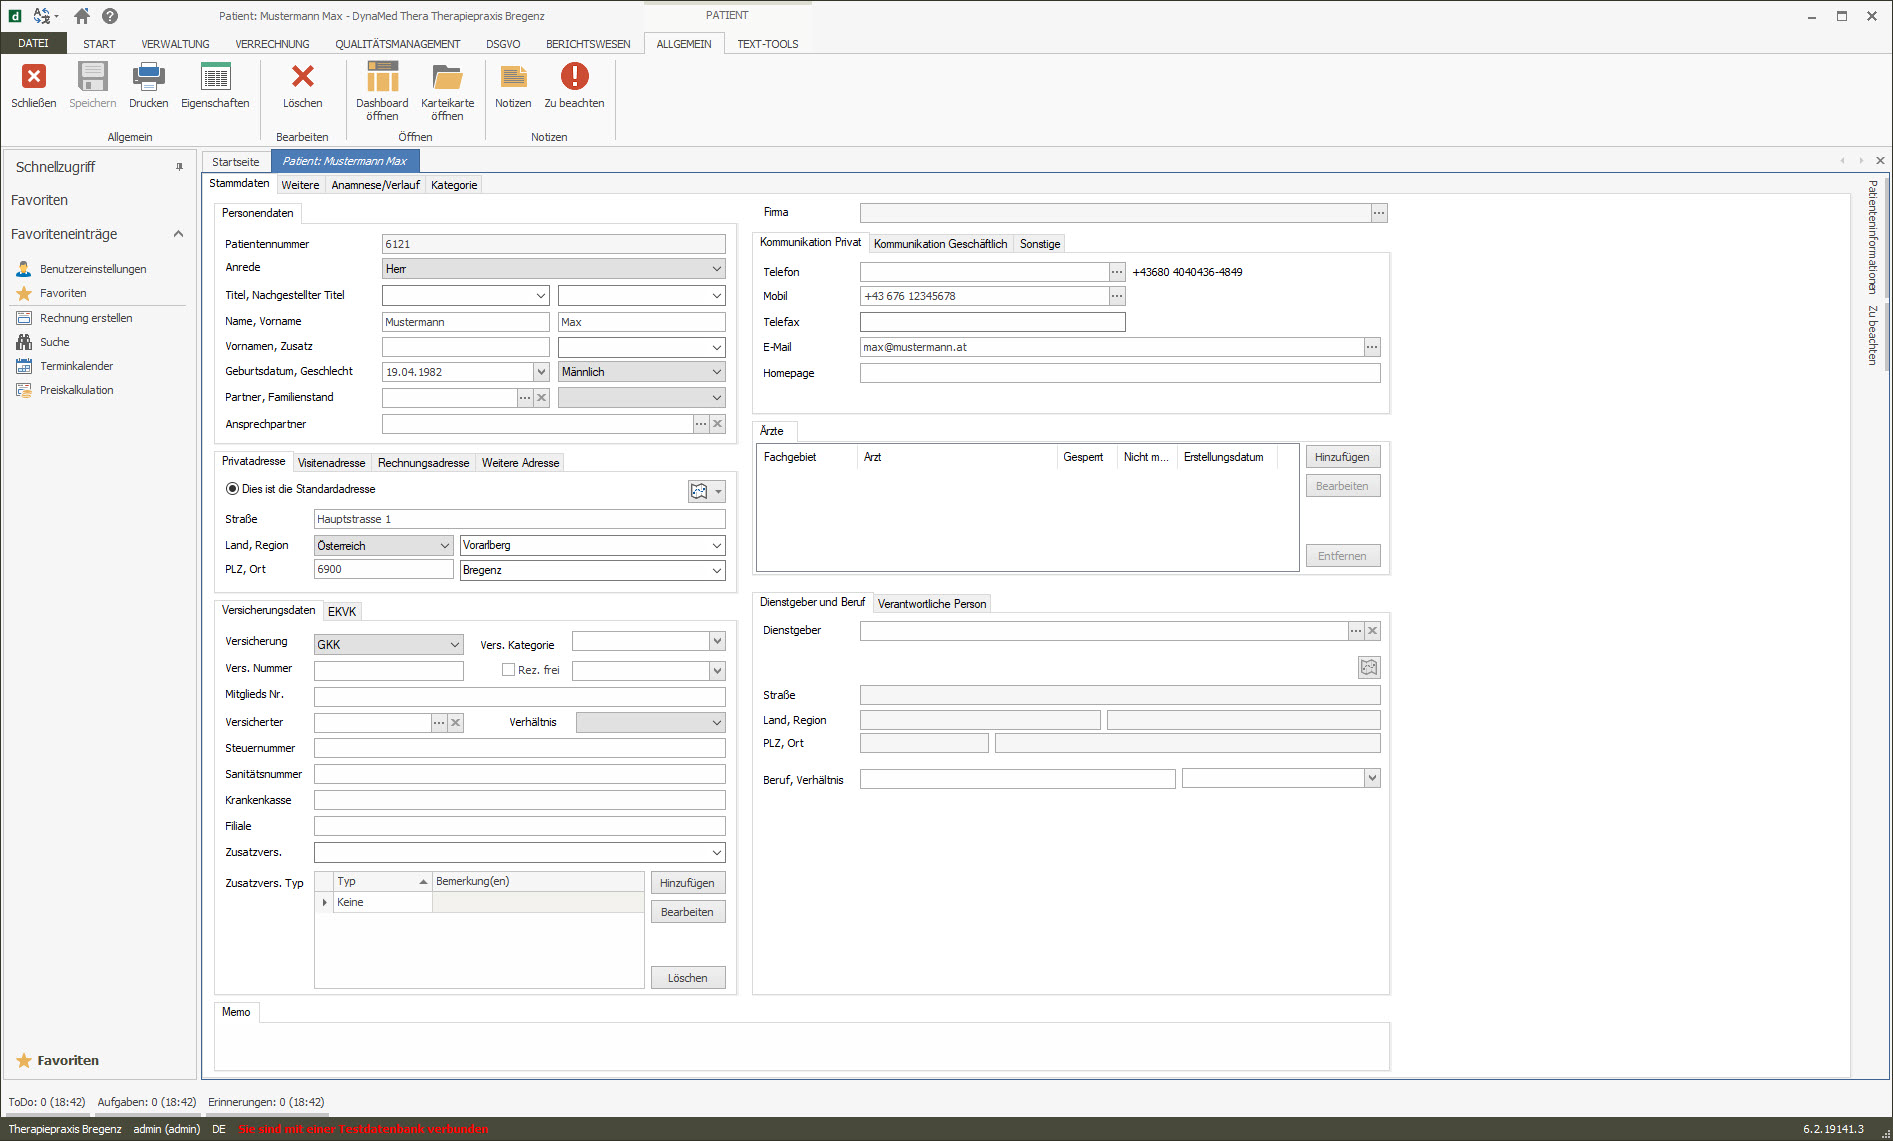 Patient: Mustermann Max - DynaMed Thera Therapiepraxis Bregenz
PATIENT
DATEI START VERWALTUNG VERRECHNUNG QUALITÄTSMANAGEMENT DSGVO BERICHTSWESEN ALLGEMEIN TEXT-TOOLS
Schließen Speichern Drucken Eigenschaften
Allgemein
Löschen
Bearbeiten
Dashboard öffnen
Karteikarte öffnen
Öffnen
Notizen Zu beachten
Notizen
Schnellzugriff
Favoriten
Favoriteneinträge
Benutzereinstellungen
Favoriten
Rechnung erstellen
Suche
Terminkalender
Preiskalkulation
Favoriten
Startseite Patient: Mustermann Max
Stammdaten Weitere Anamnese/Verlauf Kategorie
Personendaten
Patientennummer 6121
Anrede Herr
Titel, Nachgestellter Titel
Name, Vorname Mustermann Max
Vornamen, Zusatz
Geburtsdatum, Geschlecht 19.04.1982 Männlich
Partner, Familienstand
Ansprechpartner
Privatadresse Visitenadresse Rechnungsadresse Weitere Adresse
Dies ist die Standardadresse
Straße Hauptstrasse 1
Land, Region Österreich Vorarlberg
PLZ, Ort 6900 Bregenz
Versicherungsdaten EKVK
Versicherung GKK Vers. Kategorie
Vers. Nummer Rez. frei
Mitglieds Nr.
Versicherter Verhältnis
Steuernummer
Sanitätsnummer
Krankenkasse
Filiale
Zusatzvers.
Zusatzvers. Typ Typ Bemerkung(en) Hinzufügen
Keine
Bearbeiten
Löschen
Memo
Firma
Kommunikation Privat Kommunikation Geschäftlich Sonstige
Telefon +43680 4040436-4849
Mobil +43 676 12345678
Telefax
E-Mail max@mustermann.at
Homepage
Ärzte
Fachgebiet Arzt Gesperrt Nicht m... Erstellungsdatum Hinzufügen
Bearbeiten
Entfernen
Dienstgeber und Beruf Verantwortliche Person
Dienstgeber
Straße
Land, Region
PLZ, Ort
Beruf, Verhältnis
Patienteninformationen
Zu beachten
ToDo: 0 (18:42) Aufgaben: 0 (18:42) Erinnerungen: 0 (18:42)
Therapiepraxis Bregenz admin (admin) DE Sie sind mit einer Testdatenbank verbunden 6.2.19141.3